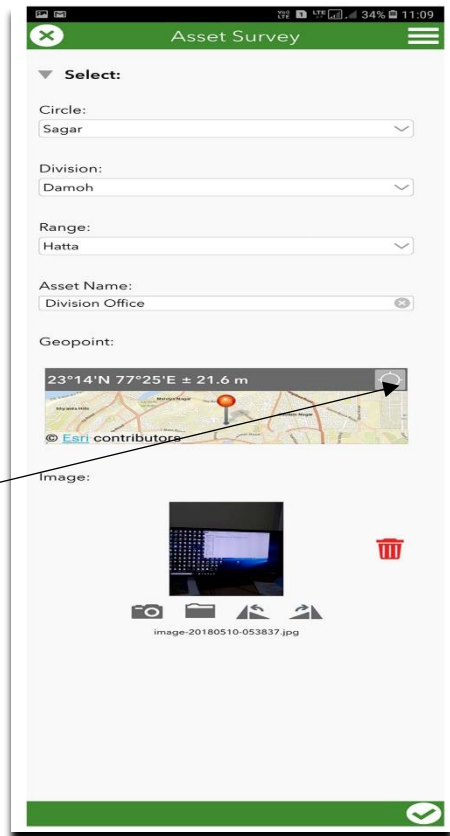 34% 11:09
Asset Survey
Select:
Circle:
Sagar
Division:
Damoh
Range:
Hatta
Asset Name:
Division Office
Geopoint:
23°14'N 77°25'E ± 21.6 m
© Esri contributors
Image:
image-20180510-053837.jpg